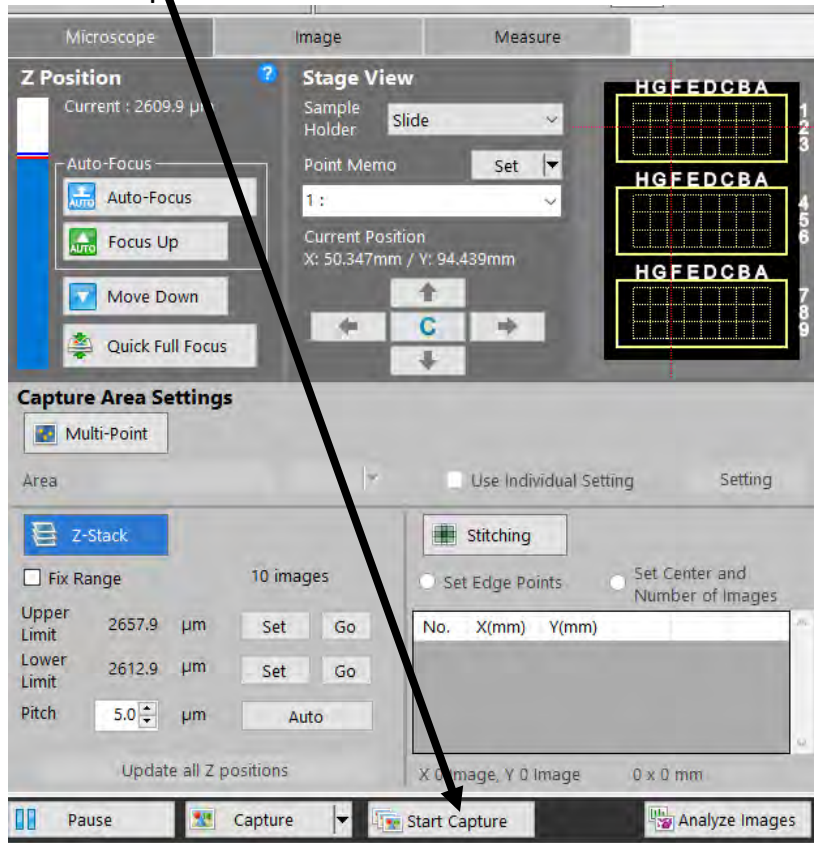 Microscope Image Measure
Z Position
Current : 2609.9 µm
Auto-Focus
AUTO Auto-Focus
AUTO Focus Up
Move Down
Quick Full Focus
?
Stage View
Sample Holder Slide
Point Memo Set
1 :
Current Position
X: 50.347mm / Y: 94.439mm
C
HGFEDCBA
1
2
3
HGFEDCBA
4
5
6
HGFEDCBA
7
8
9
Capture Area Settings
Multi-Point
Area Use Individual Setting Setting
Z-Stack
Fix Range 10 images
Upper Limit 2657.9 µm Set Go
Lower Limit 2612.9 µm Set Go
Pitch 5.0 µm Auto
Update all Z positions
Stitching
Set Edge Points
Set Center and
Number of Images
No. X(mm) Y(mm)
X 0 Image, Y 0 Image 0 x 0 mm
Pause Capture Start Capture Analyze Images